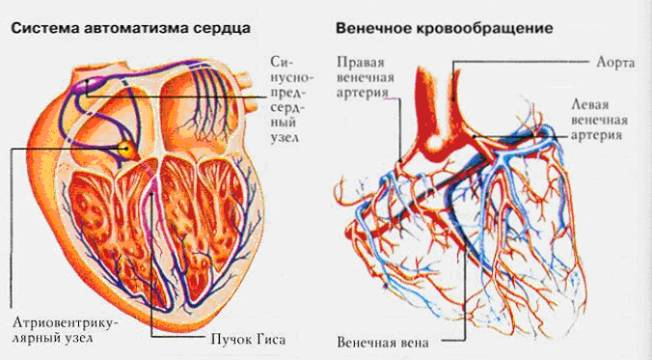 Система автоматизма сердца
Си-
нусно-
пред-
серд-
ный
узел
Атриовентрику-
лярный узел
Пучок Гиса
Венечное кровообращение
Правая
венечная
артерия
Аорта
Левая
венечная
артерия
Венечная вена